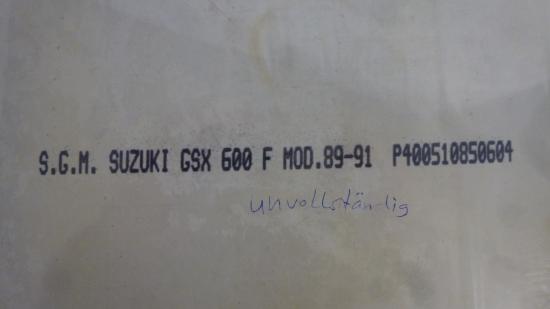 S.G.M. SUZUKI GSX 600 F MOD.89-91 P400510850604
unvollständig